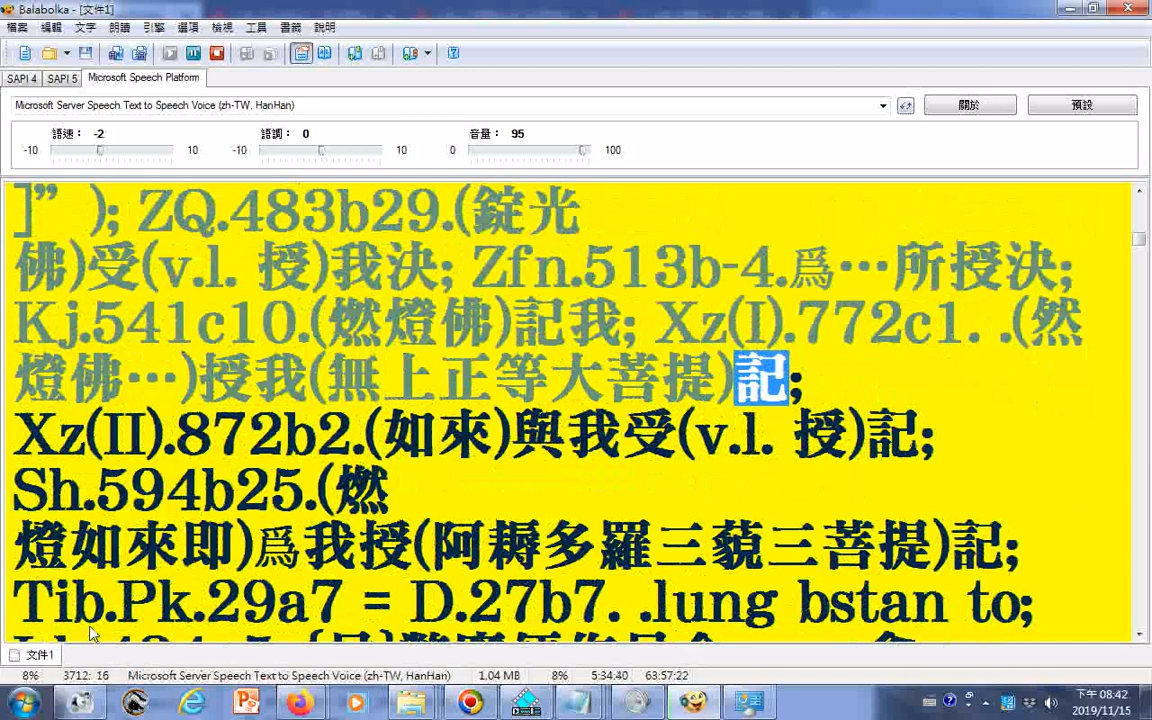 Balabolka - [文件1]
檔案 編輯 文字 朗讀 引擎 選項 檢視 工具 書籤 說明
SAPI 4 SAPI 5 Microsoft Speech Platform
Microsoft Server Speech Text to Speech Voice (zh-TW, HanHan) 關於 預設
語速： -2 語調： 0 音量： 95
-10 10 -10 10 0 100
]” ); ZQ.483b29.(錠光
佛)受(v.l. 授)我決; Zfn.513b-4.爲…所授決;
Kj.541c10.(燃燈佛)記我; Xz(I).772c1. .(然
燈佛…)授我(無上正等大菩提)記;
Xz(II).872b2.(如來)與我受(v.l. 授)記;
Sh.594b25.(燃
燈如來即)爲我授(阿耨多羅三藐三菩提)記;
Tib.Pk.29a7 = D.27b7. .lung bstan to;
文件1
8% 3712: 16 Microsoft Server Speech Text to Speech Voice (zh-TW, HanHan) 1.04 MB 8% 5:34:40 63:57:22
下午 08:42
2019/11/15